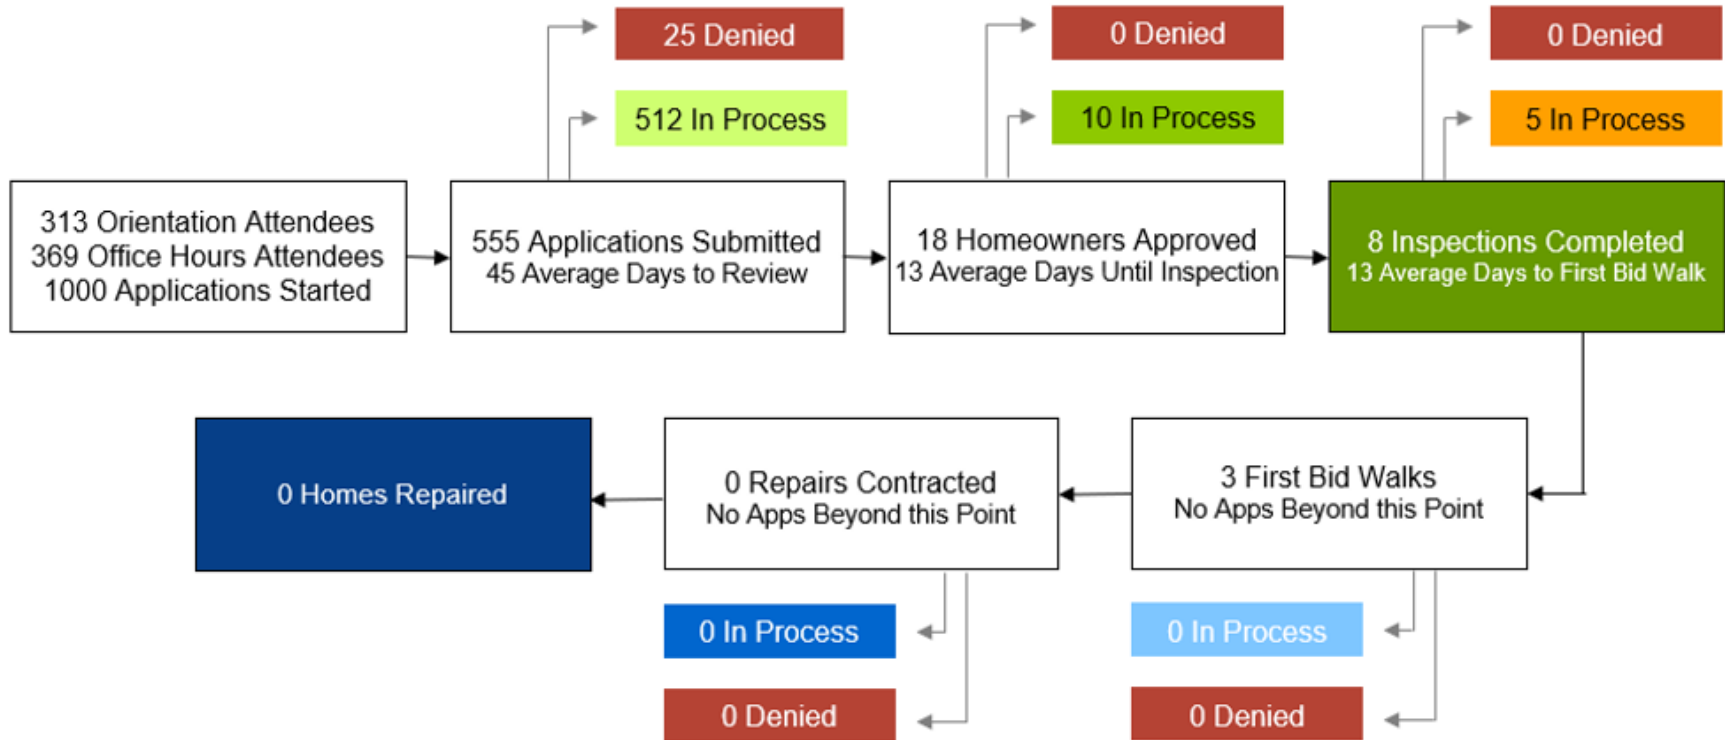 25 Denied
0 Denied
0 Denied
512 In Process
10 In Process
5 In Process
313 Orientation Attendees
369 Office Hours Attendees
1000 Applications Started
555 Applications Submitted
45 Average Days to Review
18 Homeowners Approved
13 Average Days Until Inspection
8 Inspections Completed
13 Average Days to First Bid Walk
0 Homes Repaired
0 Repairs Contracted
No Apps Beyond this Point
3 First Bid Walks
No Apps Beyond this Point
0 In Process
0 In Process
0 Denied
0 Denied